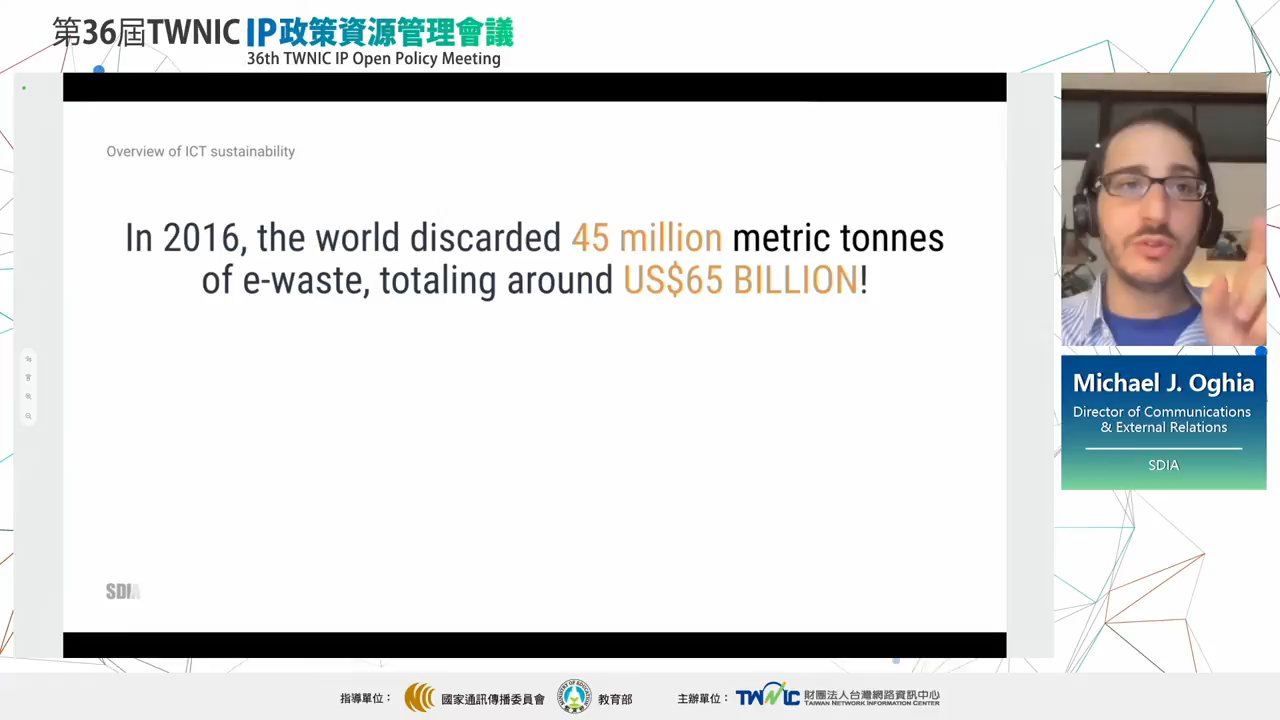 第36屆TWNIC IP政策資源管理會議
36th TWNIC IP Open Policy Meeting
Overview of ICT sustainability
In 2016, the world discarded 45 million metric tonnes
of e-waste, totaling around US$65 BILLION!
SDIA
Michael J. Oghia
Director of Communications
& External Relations
SDIA
指導單位： 國家通訊傳播委員會 教育部 主辦單位： TWNIC 財團法人台灣網路資訊中心
TAIWAN NETWORK INFORMATION CENTER